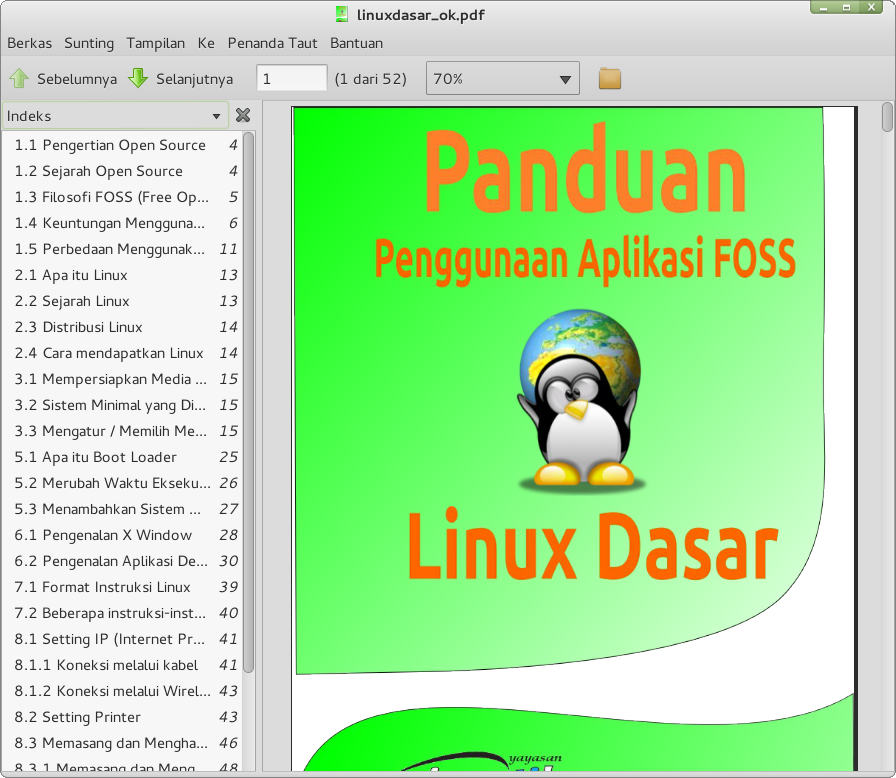 linuxdasar_ok.pdf
Berkas Sunting Tampilan Ke Penanda Taut Bantuan
Sebelumnya Selanjutnya 1 (1 dari 52) 70%
Indeks
1.1 Pengertian Open Source 4
1.2 Sejarah Open Source 4
1.3 Filosofi FOSS (Free Op... 5
1.4 Keuntungan Mengguna... 6
1.5 Perbedaan Menggunak... 11
2.1 Apa itu Linux 13
2.2 Sejarah Linux 13
2.3 Distribusi Linux 14
2.4 Cara mendapatkan Linux 14
3.1 Mempersiapkan Media ... 15
3.2 Sistem Minimal yang Di... 15
3.3 Mengatur / Memilih Me... 15
5.1 Apa itu Boot Loader 25
5.2 Merubah Waktu Ekseku... 26
5.3 Menambahkan Sistem ... 27
6.1 Pengenalan X Window 28
6.2 Pengenalan Aplikasi De... 30
7.1 Format Instruksi Linux 39
7.2 Beberapa instruksi-inst... 40
8.1 Setting IP (Internet Pr... 41
8.1.1 Koneksi melalui kabel 41
8.1.2 Koneksi melalui Wirel... 43
8.2 Setting Printer 43
8.3 Memasang dan Mengha... 46
8.3.1 Memasang dan Meng... 48
Panduan
Penggunaan Aplikasi FOSS
Linux Dasar
yayasan